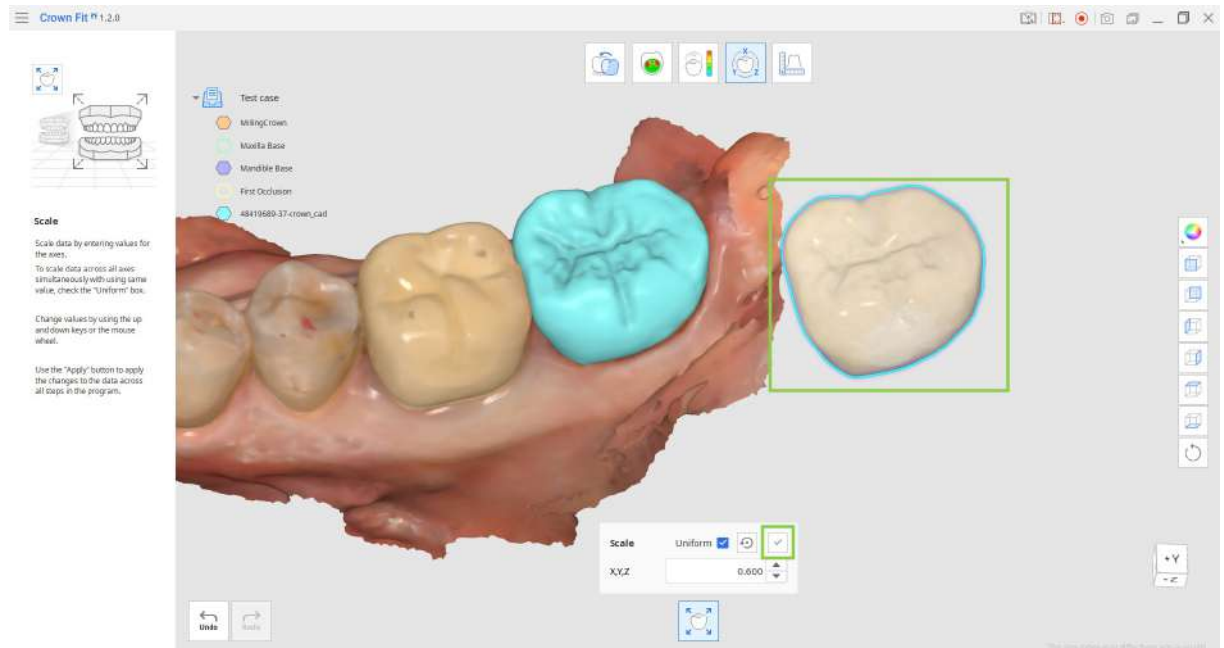 Crown Fit 1.2.0
Test case
MillingCrown
Maxilla Base
Mandible Base
First Occlusion
48419689-37-crown_cad
Scale
Scale data by entering values for
the axes.
To scale data across all axes
simultaneously with using same
value, check the "Uniform" box.
Change values by using the up
and down keys or the mouse
wheel.
Use the "Apply" button to apply
the changes to the data across
all steps in the program.
X
Y
Z
Scale
Uniform
X,Y,Z
0.600
Undo
Redo
+Y
-Z